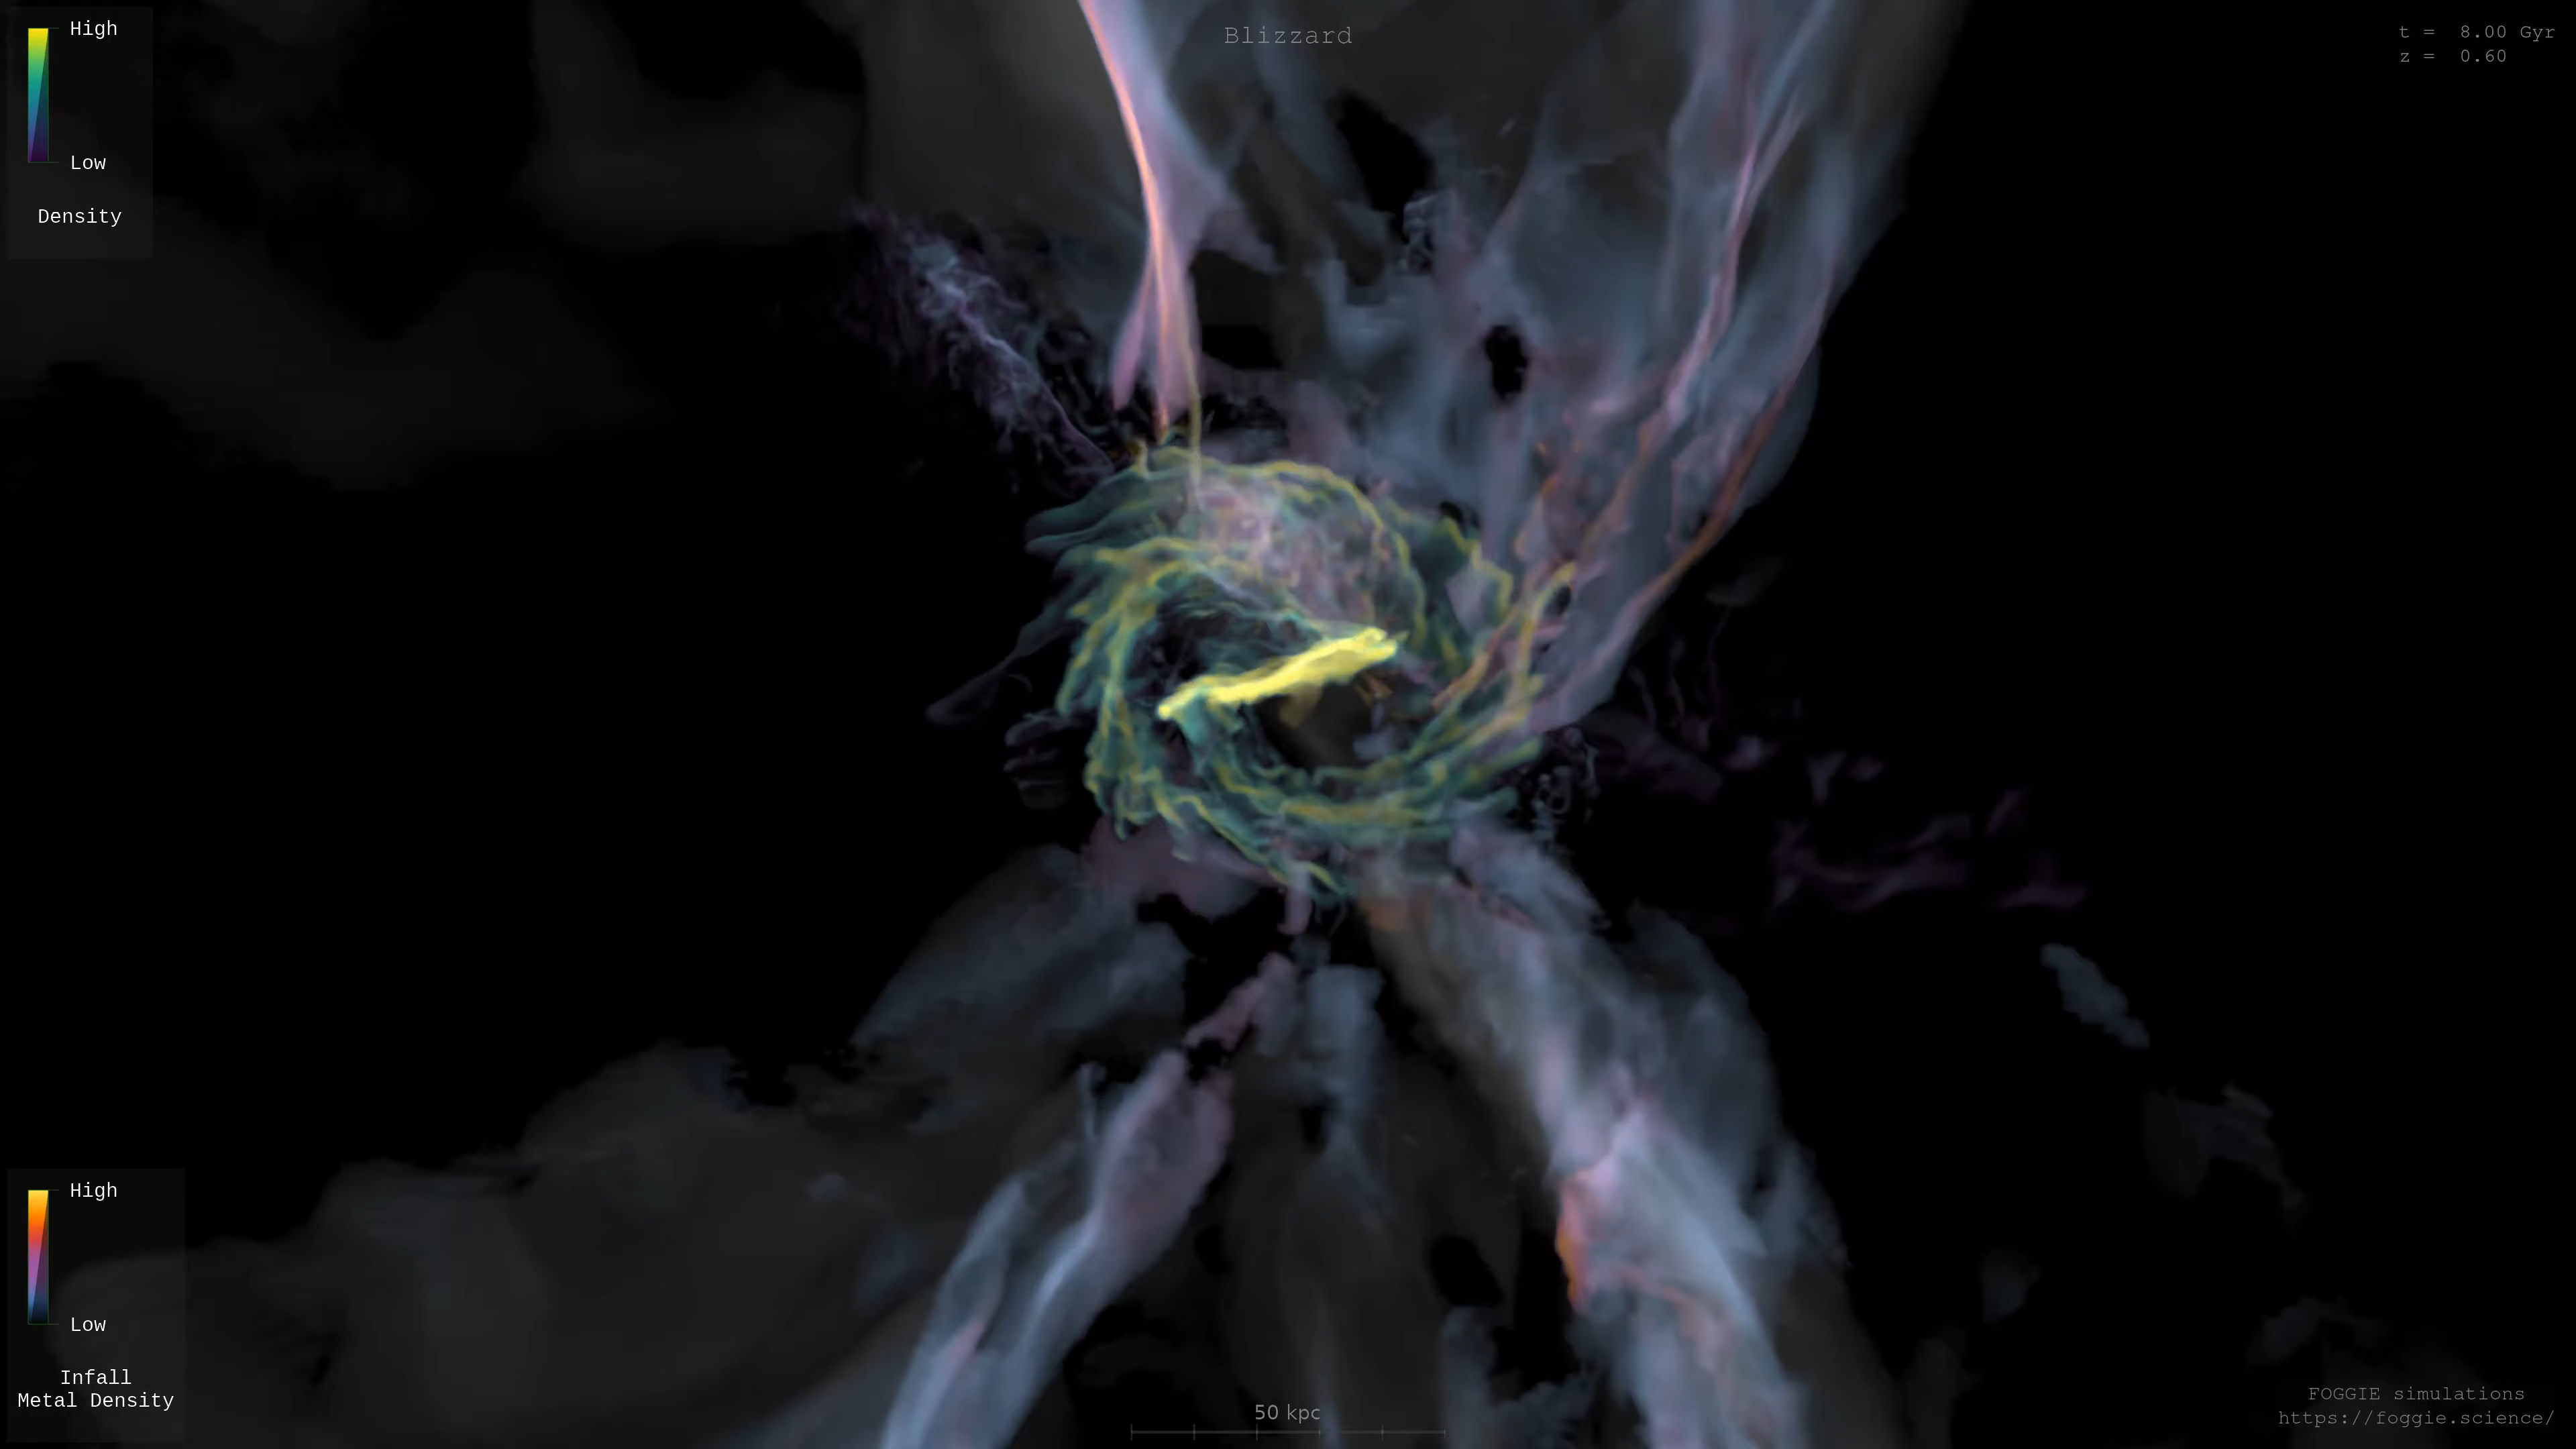 High
Low
Density
Blizzard
t = 8.00 Gyr
z = 0.60
High
Low
Infall
Metal Density
50 kpc
FOGGIE simulations
https://foggie.science/